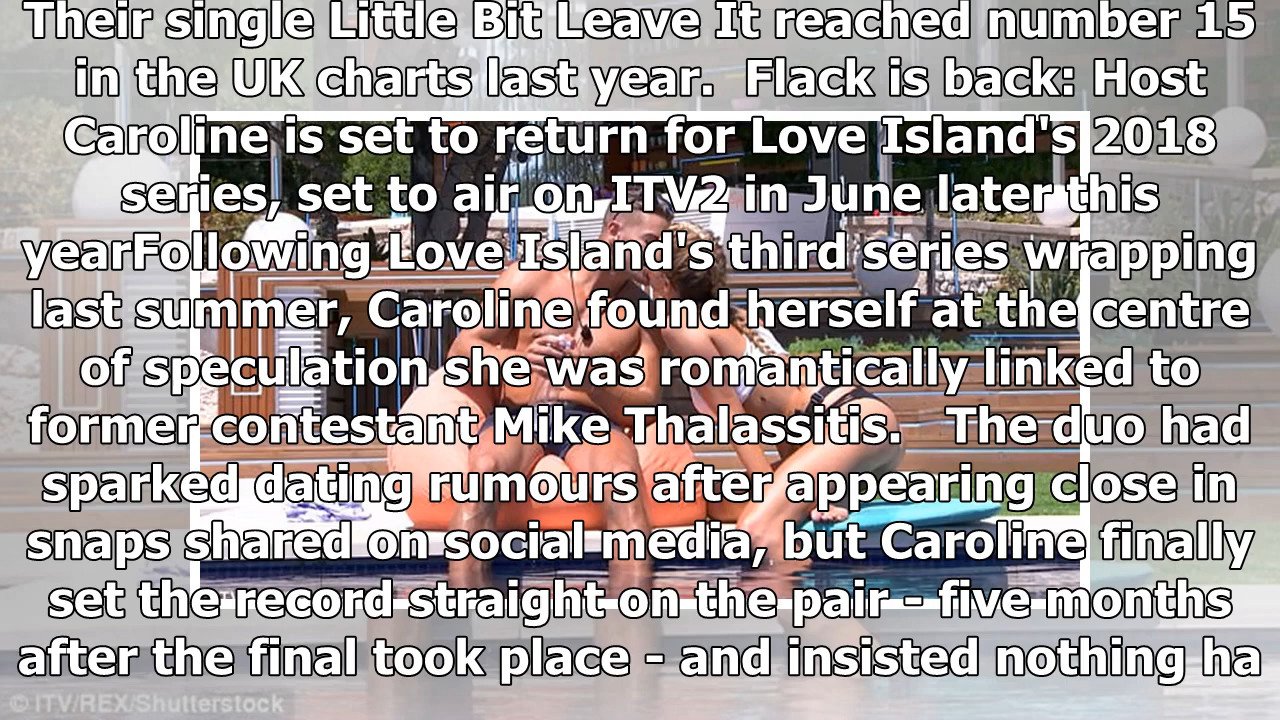 Their single Little Bit Leave It reached number 15
in the UK charts last year.  Flack is back: Host
Caroline is set to return for Love Island's 2018
series, set to air on ITV2 in June later this
yearFollowing Love Island's third series wrapping
last summer, Caroline found herself at the centre
of speculation she was romantically linked to
former contestant Mike Thalassitis.   The duo had
sparked dating rumours after appearing close in
snaps shared on social media, but Caroline finally
set the record straight on the pair - five months
after the final took place - and insisted nothing ha
© ITV/REX/Shutterstock